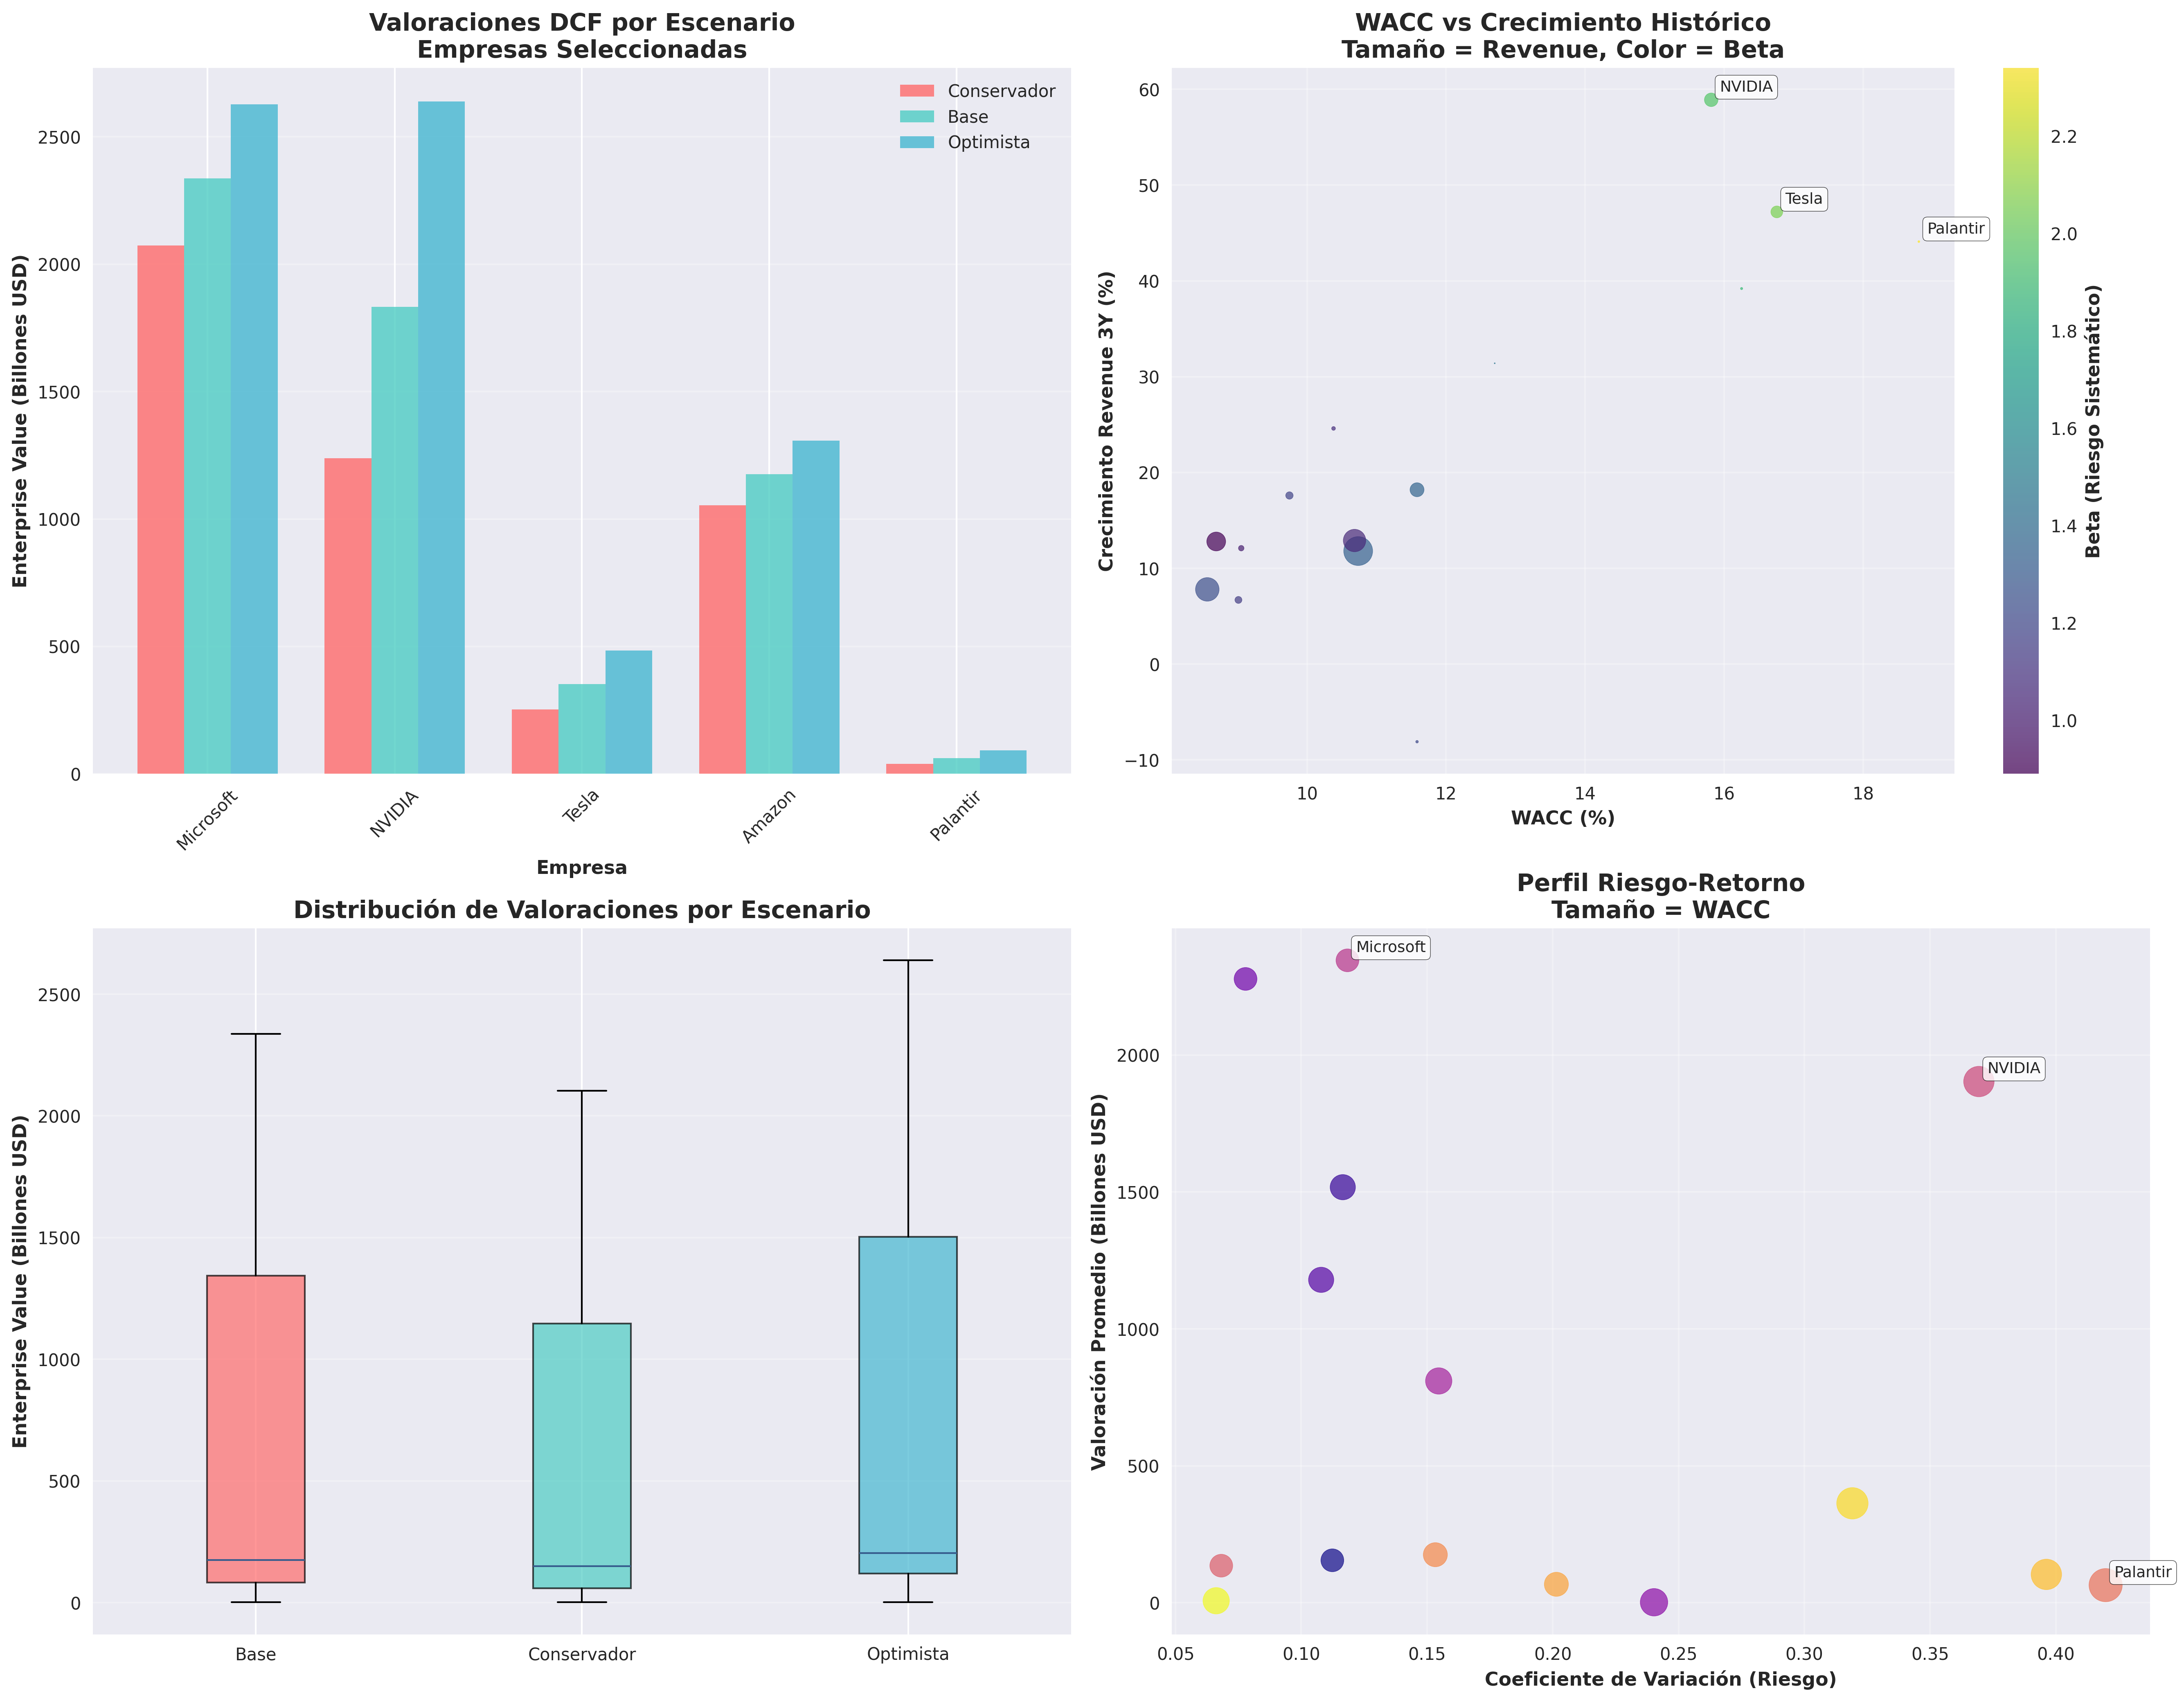 Valoraciones DCF por Escenario
Empresas Seleccionadas
Enterprise Value (Billones USD)
2500
2000
1500
1000
500
0
Conservador
Base
Optimista
Microsoft
NVIDIA
Tesla
Amazon
Palantir
Empresa
WACC vs Crecimiento Histórico
Tamaño = Revenue, Color = Beta
Crecimiento Revenue 3Y (%)
60
50
40
30
20
10
0
−10
NVIDIA
Tesla
Palantir
10
12
14
16
18
WACC (%)
2.2
2.0
1.8
1.6
1.4
1.2
1.0
Beta (Riesgo Sistemático)
Distribución de Valoraciones por Escenario
Enterprise Value (Billones USD)
2500
2000
1500
1000
500
0
Base
Conservador
Optimista
Perfil Riesgo-Retorno
Tamaño = WACC
Valoración Promedio (Billones USD)
2000
1500
1000
500
0
Microsoft
NVIDIA
Palantir
0.05
0.10
0.15
0.20
0.25
0.30
0.35
0.40
Coeficiente de Variación (Riesgo)